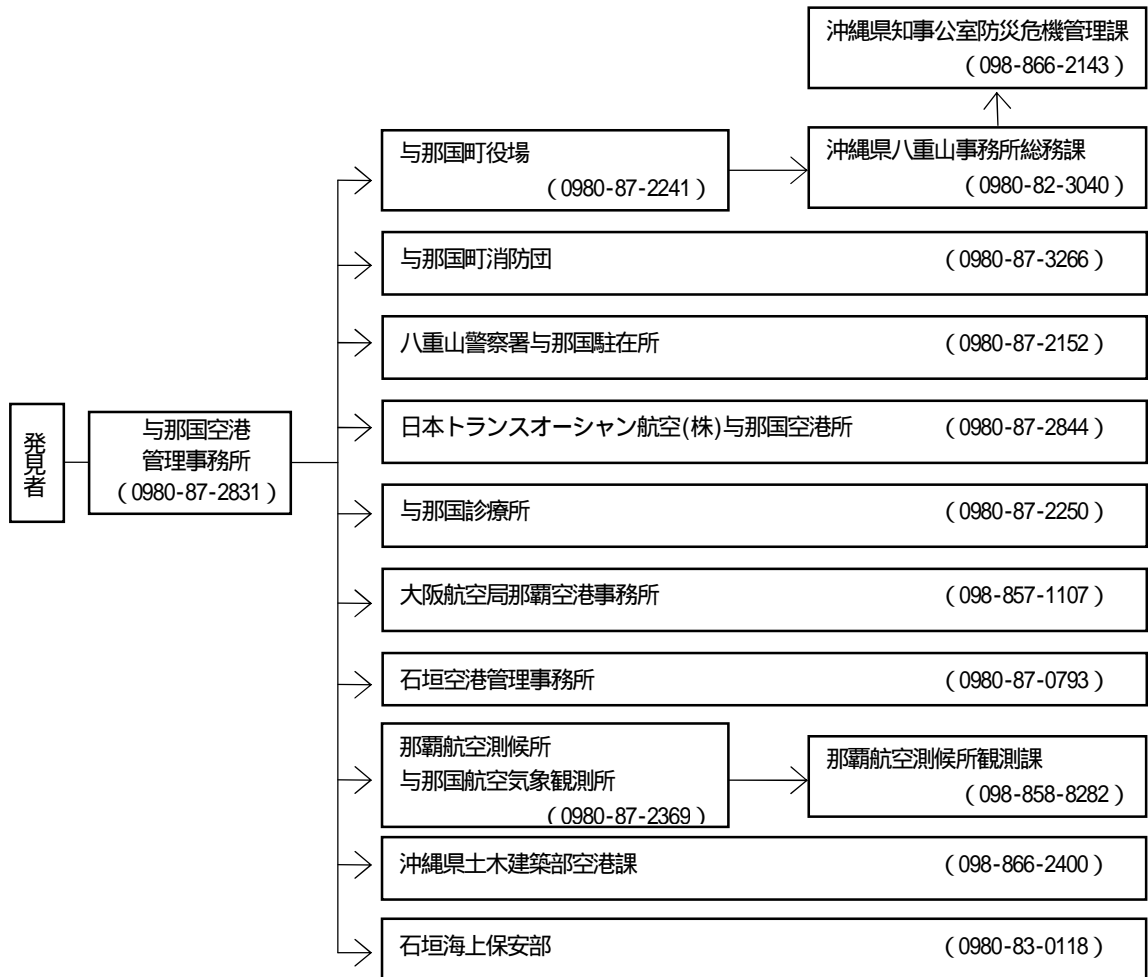 沖縄県知事公室防災危機管理課
（098-866-2143）
与那国町役場
（0980-87-2241）
沖縄県八重山事務所総務課
（0980-82-3040）
与那国町消防団 （0980-87-3266）
八重山警察署与那国駐在所 （0980-87-2152）
日本トランスオーシャン航空(株)与那国空港所 （0980-87-2844）
発見者
与那国空港
管理事務所
（0980-87-2831）
与那国診療所 （0980-87-2250）
大阪航空局那覇空港事務所 （098-857-1107）
石垣空港管理事務所 （0980-87-0793）
那覇航空測候所
与那国航空気象観測所
（0980-87-2369）
那覇航空測候所観測課
（098-858-8282）
沖縄県土木建築部空港課 （098-866-2400）
石垣海上保安部 （0980-83-0118）